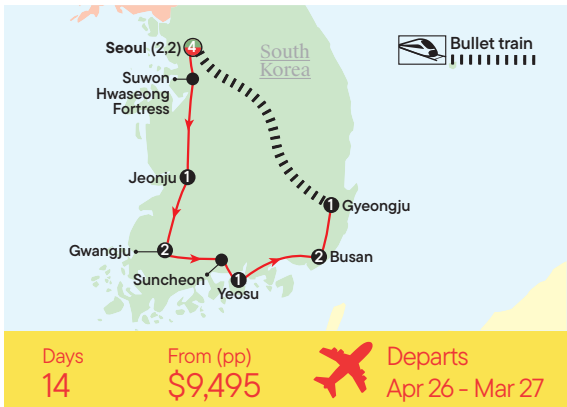 South
Korea
Bullet train
Seoul (2,2) 4
Suwon
Hwaseong
Fortress
Jeonju 1
1 Gyeongju
Gwangju 2
2 Busan
Suncheon
1
Yeosu
Days
14
From (pp)
$9,495
Departs
Apr 26 - Mar 27